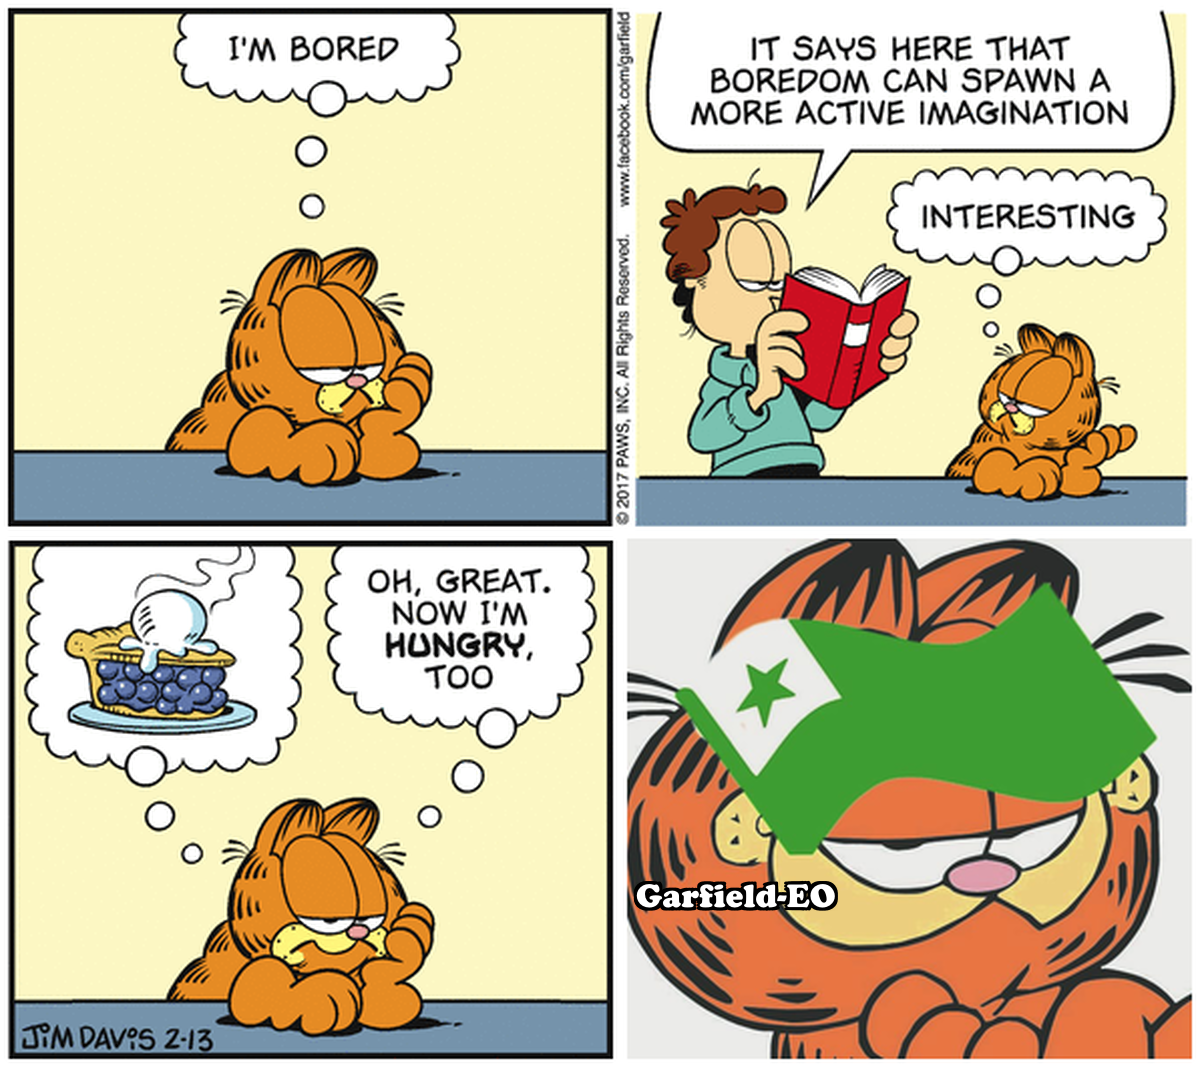 I'M BORED
www.facebook.com/garfield
© 2017 PAWS, INC. All Rights Reserved.
IT SAYS HERE THAT
BOREDOM CAN SPAWN A
MORE ACTIVE IMAGINATION
INTERESTING
OH, GREAT.
NOW I'M
HUNGRY,
TOO
JIM DAVIS 2-13
Garfield-EO